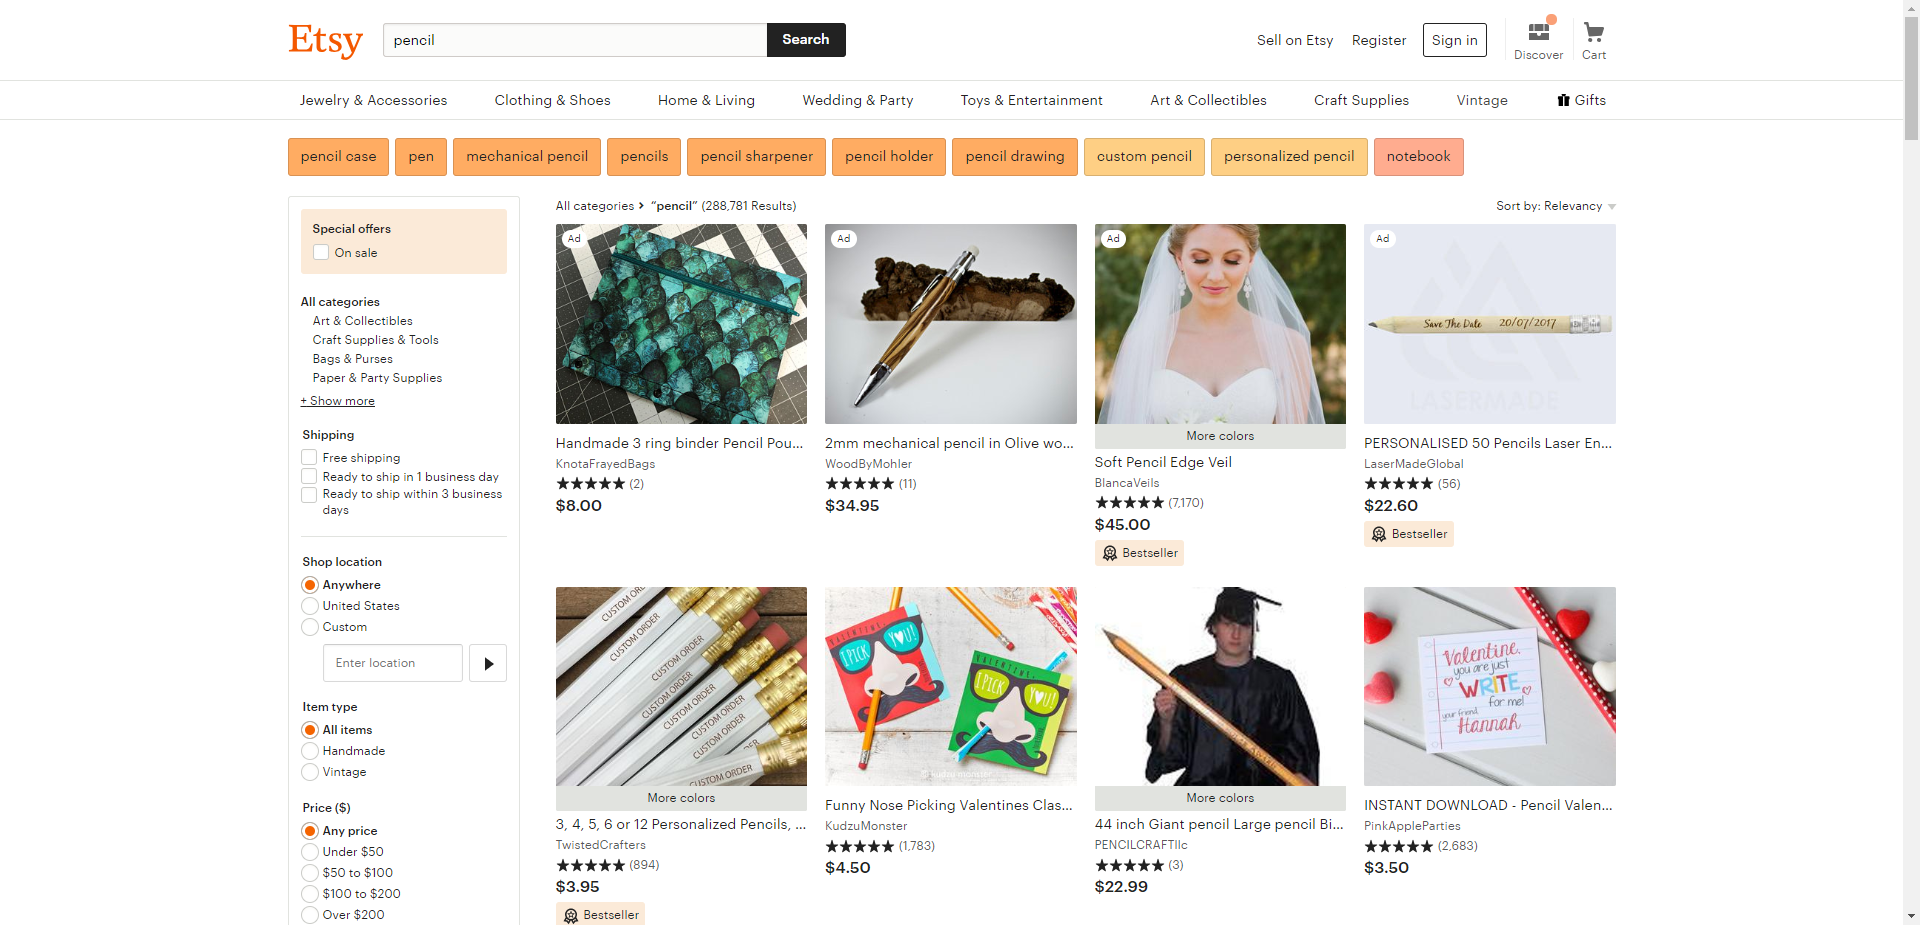 Etsy
pencil
Search
Sell on Etsy
Register
Sign in
Discover
Cart
Jewelry & Accessories
Clothing & Shoes
Home & Living
Wedding & Party
Toys & Entertainment
Art & Collectibles
Craft Supplies
Vintage
Gifts
pencil case
pen
mechanical pencil
pencils
pencil sharpener
pencil holder
pencil drawing
custom pencil
personalized pencil
notebook
Special offers
On sale
All categories
Art & Collectibles
Craft Supplies & Tools
Bags & Purses
Paper & Party Supplies
+ Show more
Shipping
Free shipping
Ready to ship in 1 business day
Ready to ship within 3 business
days
Shop location
Anywhere
United States
Custom
Enter location
Item type
All items
Handmade
Vintage
Price ($)
Any price
Under $50
$50 to $100
$100 to $200
Over $200
All categories “pencil” (288,781 Results)
Sort by: Relevancy
Ad
Handmade 3 ring binder Pencil Pou...
KnotaFrayedBags
(2)
$8.00
Ad
2mm mechanical pencil in Olive wo...
WoodByMohler
(11)
$34.95
Ad
More colors
Soft Pencil Edge Veil
BlancaVeils
(7,170)
$45.00
Bestseller
Ad
Save The Date 20/07/2017
LASERMADE
PERSONALISED 50 Pencils Laser En...
LaserMadeGlobal
(56)
$22.60
Bestseller
CUSTOM ORDER
CUSTOM ORDER
CUSTOM ORDER
CUSTOM ORDER
CUSTOM ORDER
CUSTOM ORDER
CUSTOM ORDER
CUSTOM ORDER
More colors
3, 4, 5, 6 or 12 Personalized Pencils, ...
TwistedCrafters
(894)
$3.95
Bestseller
VALENTINE,
I PICK YOU!
VALENTINE,
I PICK YOU!
kudzu monster
Funny Nose Picking Valentines Clas...
KudzuMonster
(1,783)
$4.50
More colors
44 inch Giant pencil Large pencil Bi...
PENCILCRAFTllc
(3)
$22.99
Valentine,
you are just
WRITE
for me!
your friend,
Hannah
INSTANT DOWNLOAD - Pencil Valen...
PinkAppleParties
(2,683)
$3.50